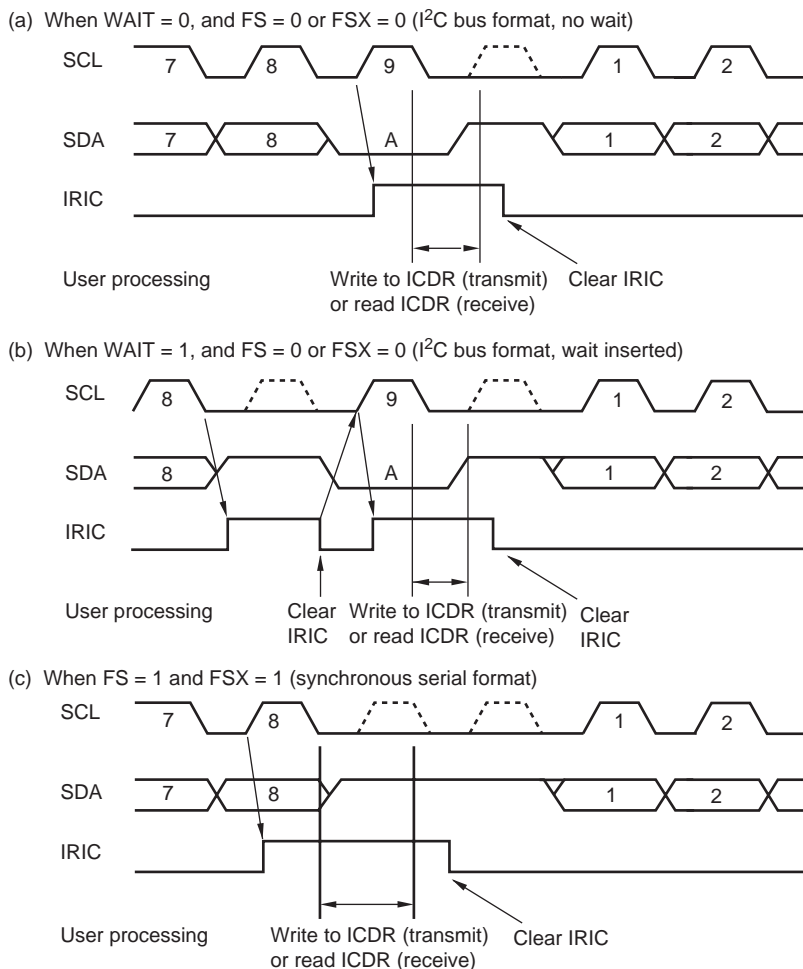 (a) When WAIT = 0, and FS = 0 or FSX = 0 (I²C bus format, no wait)
SCL 7 8 9 1 2
SDA 7 8 A 1 2
IRIC
User processing Write to ICDR (transmit) Clear IRIC
or read ICDR (receive)
(b) When WAIT = 1, and FS = 0 or FSX = 0 (I²C bus format, wait inserted)
SCL 8 9 1 2
SDA 8 A 1 2
IRIC
User processing Clear Write to ICDR (transmit) Clear
IRIC or read ICDR (receive) IRIC
(c) When FS = 1 and FSX = 1 (synchronous serial format)
SCL 7 8 1 2
SDA 7 8 1 2
IRIC
User processing Write to ICDR (transmit) Clear IRIC
or read ICDR (receive)